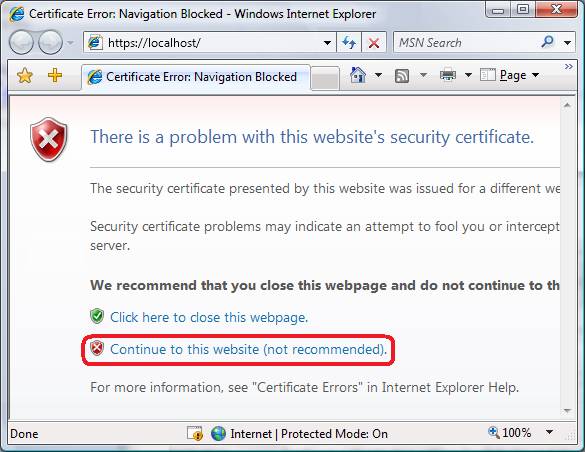 Certificate Error: Navigation Blocked - Windows Internet Explorer
https://localhost/
MSN Search
Certificate Error: Navigation Blocked
Page
There is a problem with this website's security certificate.
The security certificate presented by this website was issued for a different we
Security certificate problems may indicate an attempt to fool you or intercep
server.
We recommend that you close this webpage and do not continue to th
Click here to close this webpage.
Continue to this website (not recommended).
For more information, see "Certificate Errors" in Internet Explorer Help.
Done
Internet | Protected Mode: On
100%